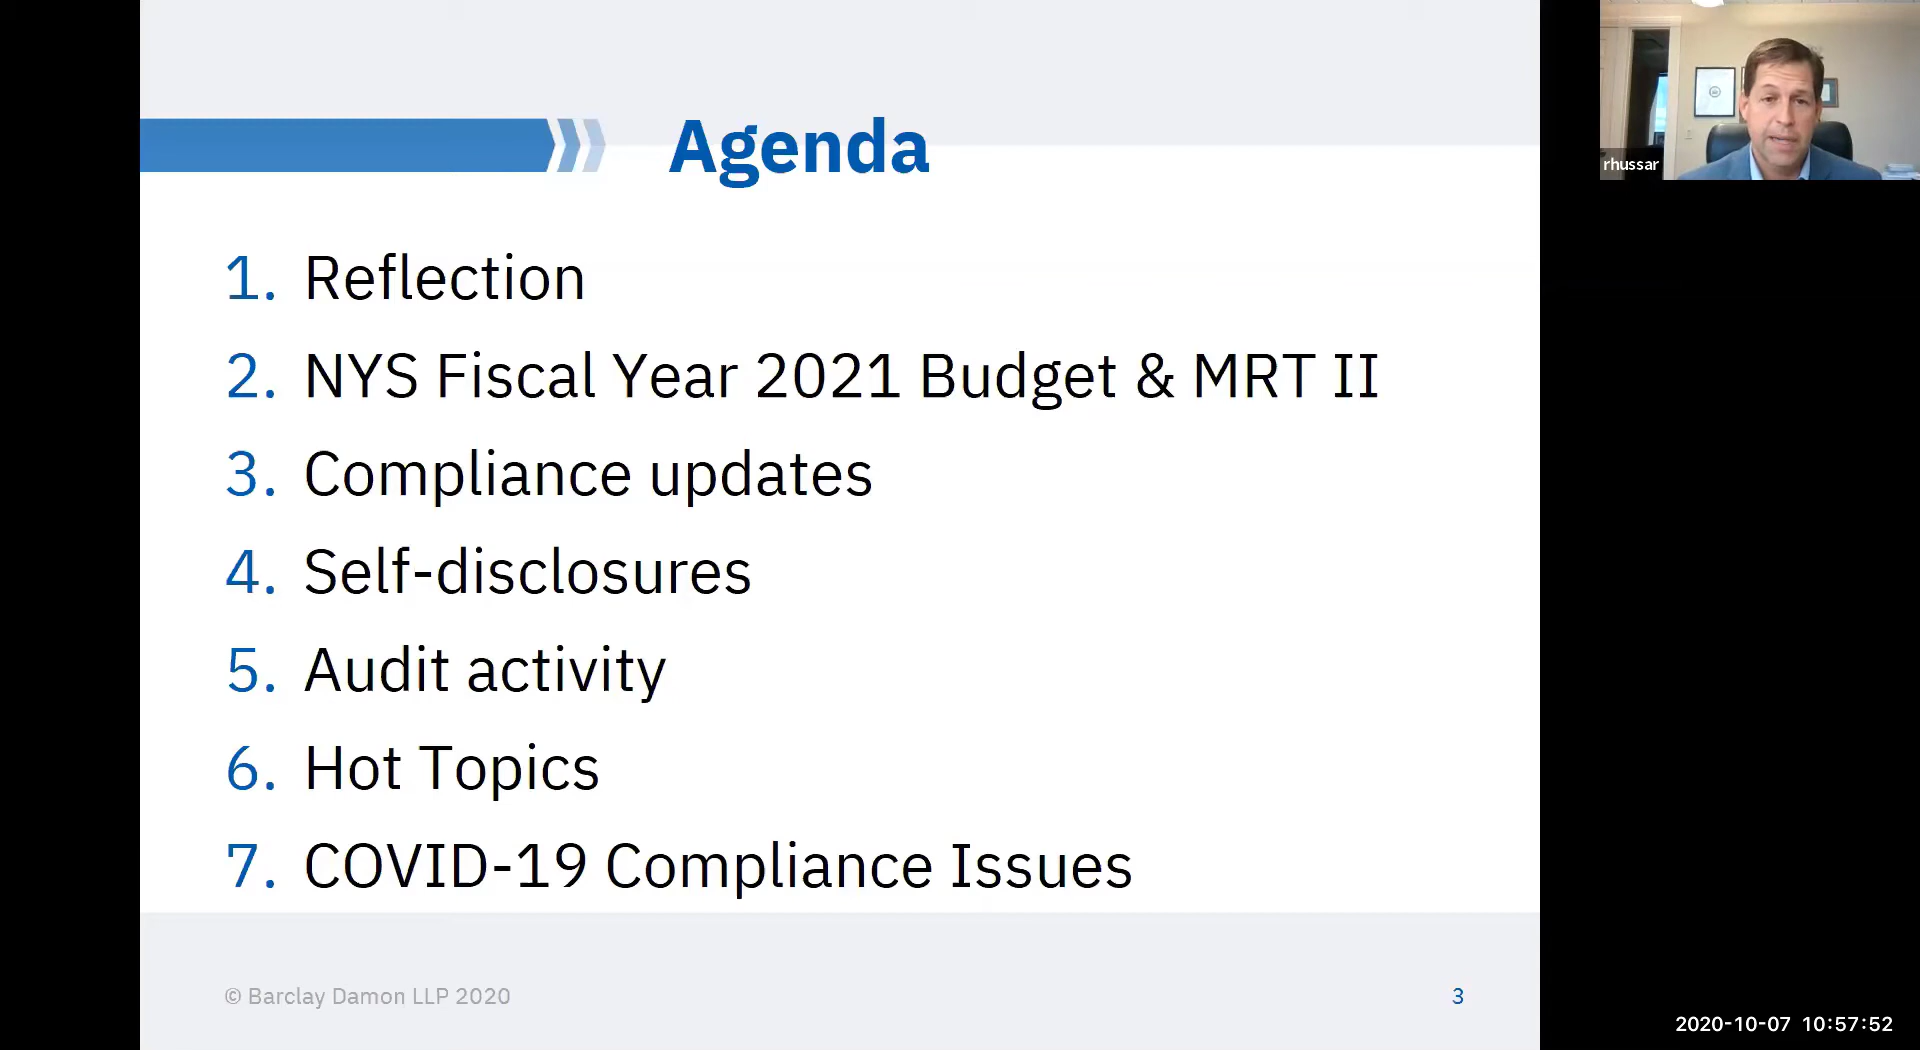 Agenda
1. Reflection
2. NYS Fiscal Year 2021 Budget & MRT II
3. Compliance updates
4. Self-disclosures
5. Audit activity
6. Hot Topics
7. COVID-19 Compliance Issues
© Barclay Damon LLP 2020
3
rhussar
2020-10-07 10:57:52